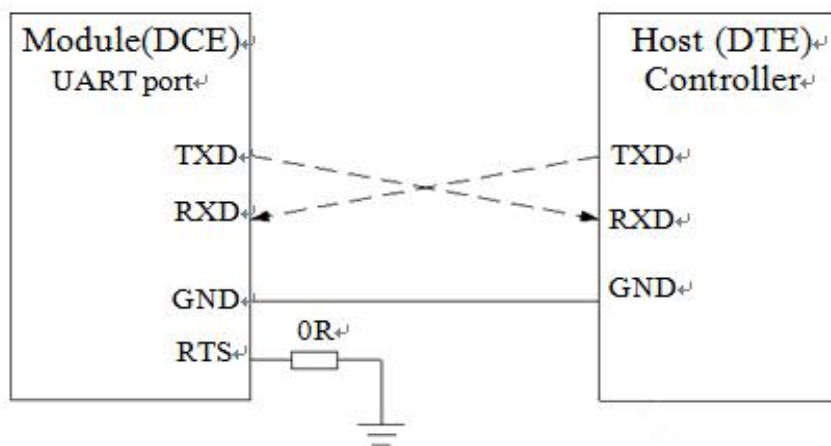 Module(DCE)↵
UART port↵
TXD↵
RXD↵
GND↵
RTS↵
0R↵
Host (DTE)↵
Controller↵
TXD↵
RXD↵
GND↵